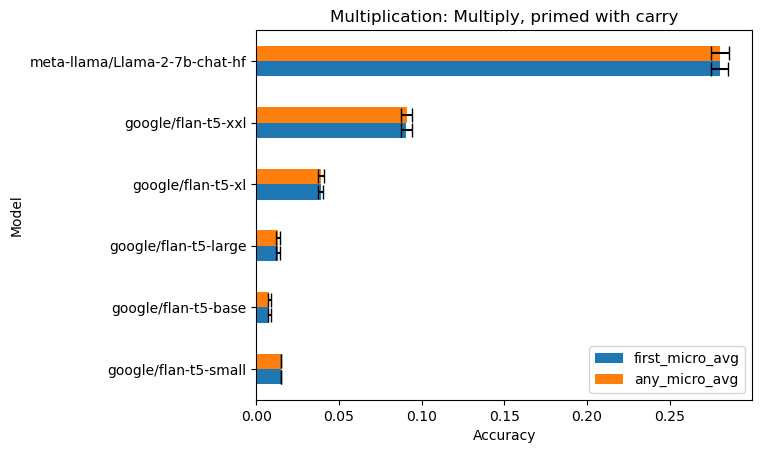 Multiplication: Multiply, primed with carry
Model
meta-llama/Llama-2-7b-chat-hf
google/flan-t5-xxl
google/flan-t5-xl
google/flan-t5-large
google/flan-t5-base
google/flan-t5-small
first_micro_avg
any_micro_avg
0.00 0.05 0.10 0.15 0.20 0.25
Accuracy